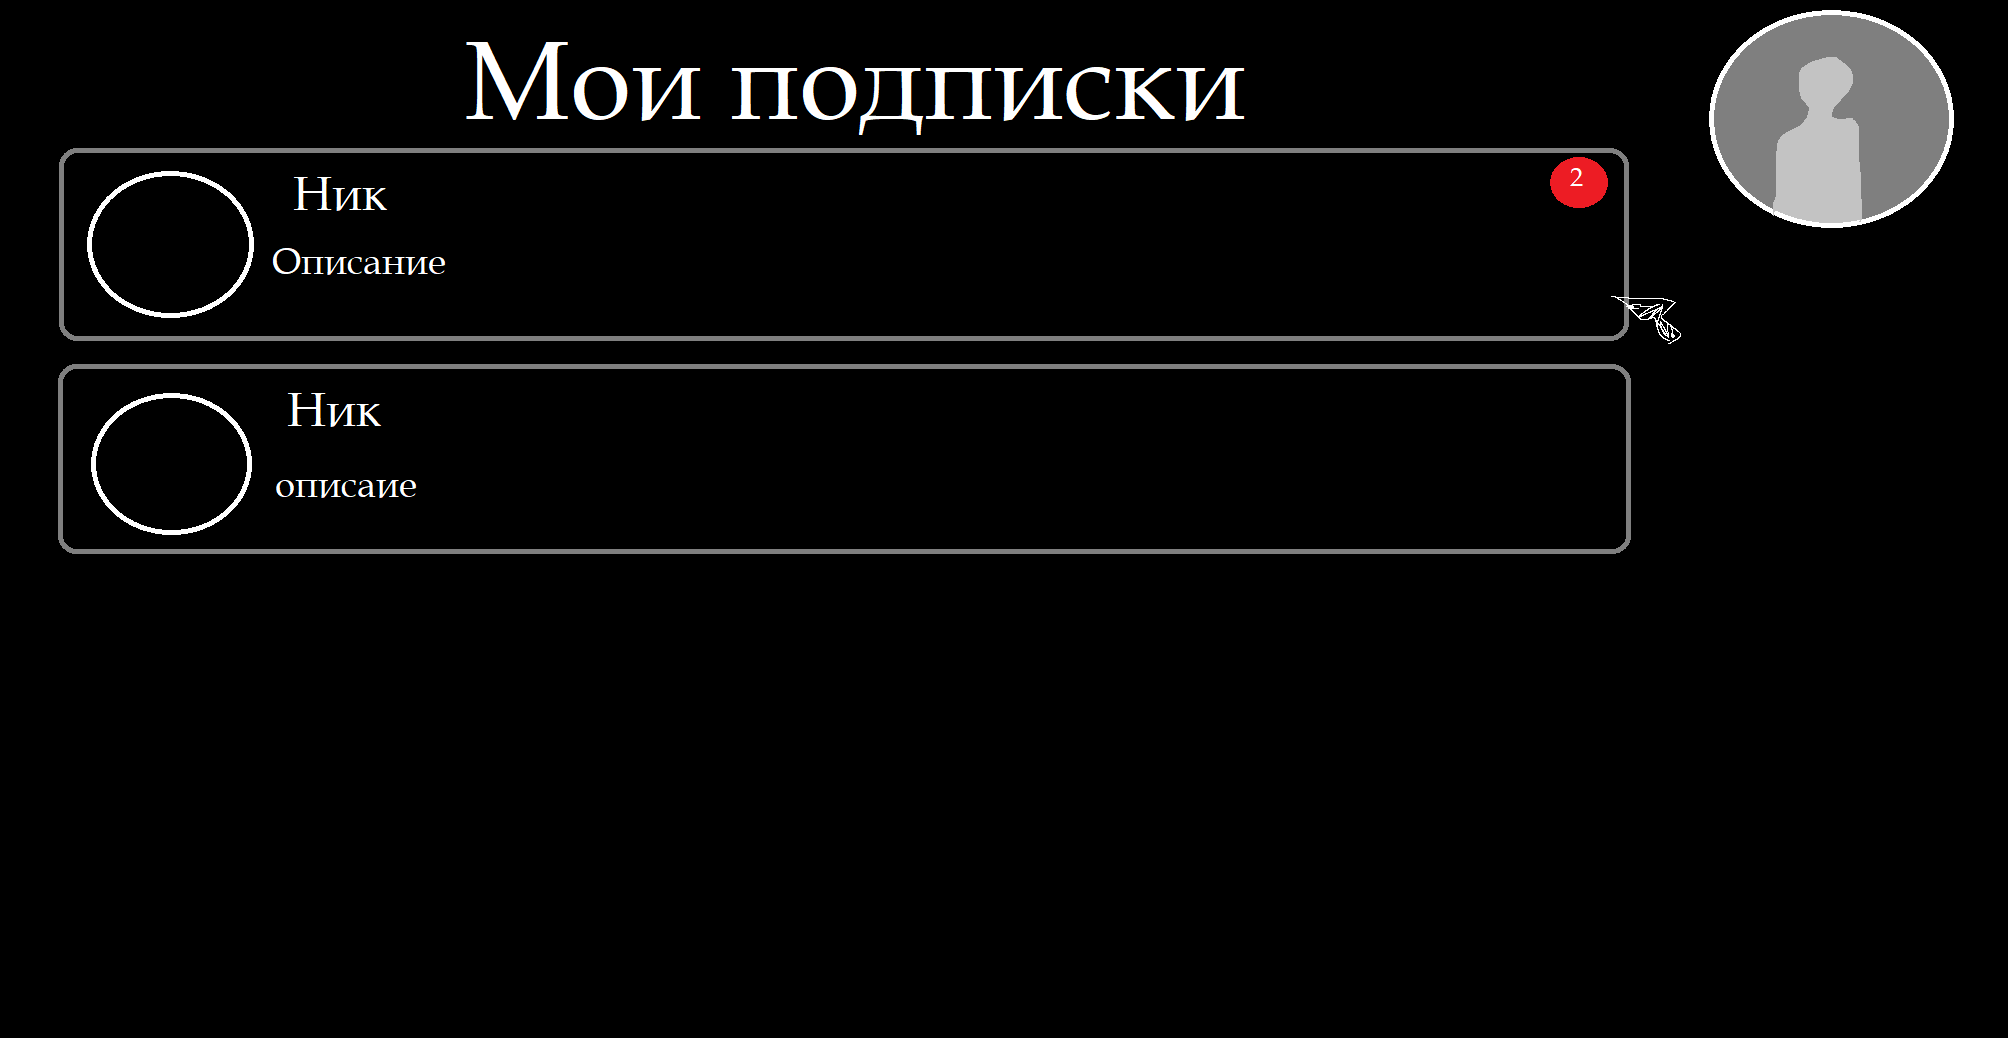 Мои подписки
Ник
2
Описание
Ник
описаие